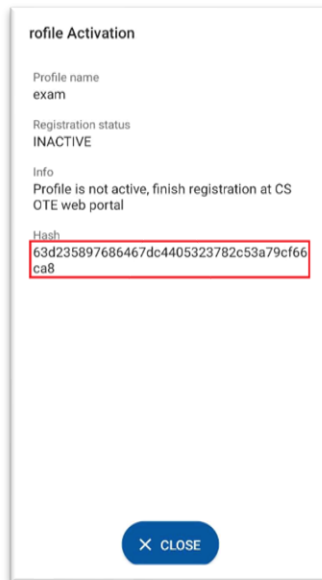 rofile Activation
Profile name
exam
Registration status
INACTIVE
Info
Profile is not active, finish registration at CS
OTE web portal
Hash
63d235897686467dc4405323782c53a79cf66
ca8
CLOSE